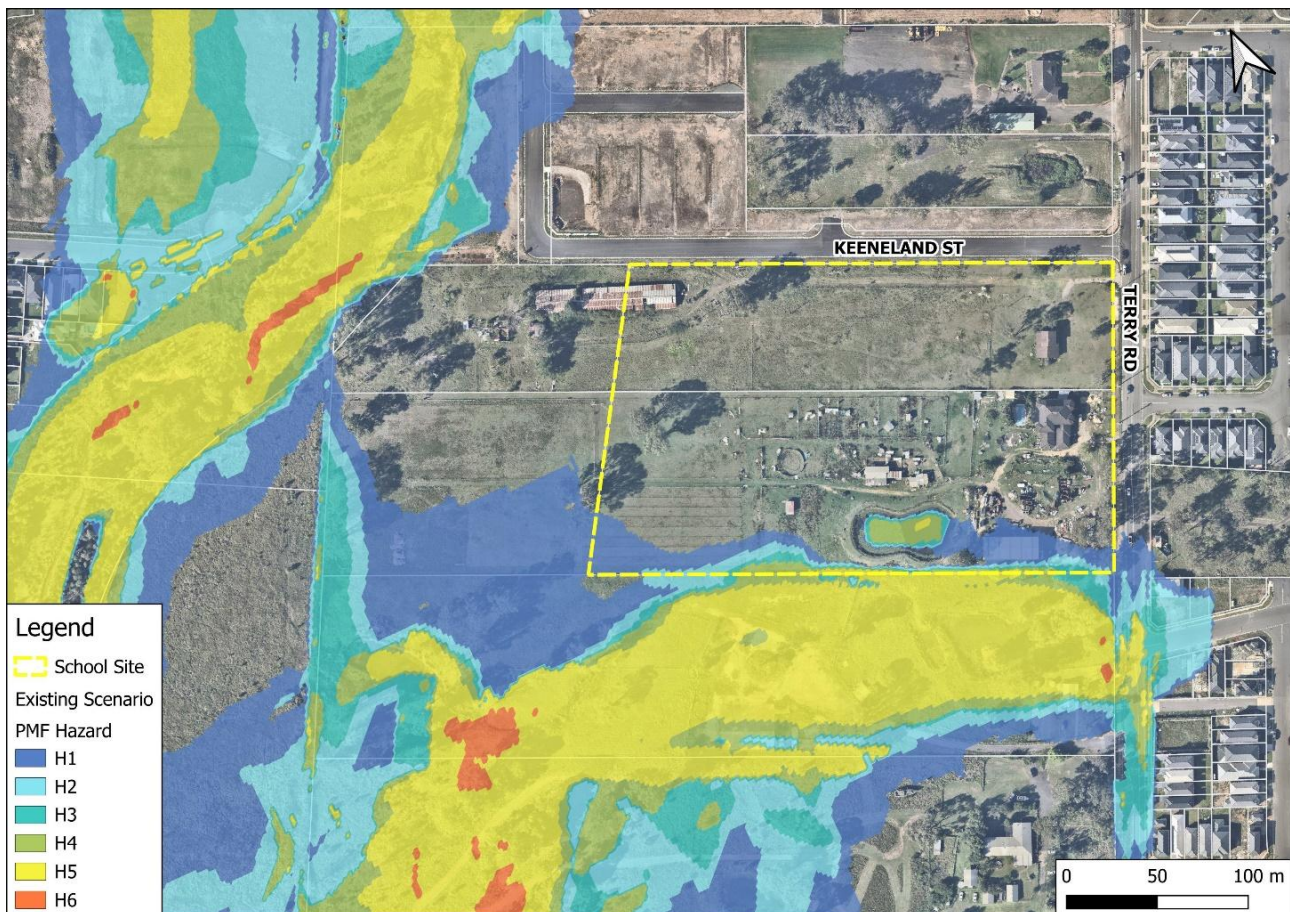 KEENELAND ST
TERRY RD
Legend
School Site
Existing Scenario
PMF Hazard
H1
H2
H3
H4
H5
H6
0 50 100 m